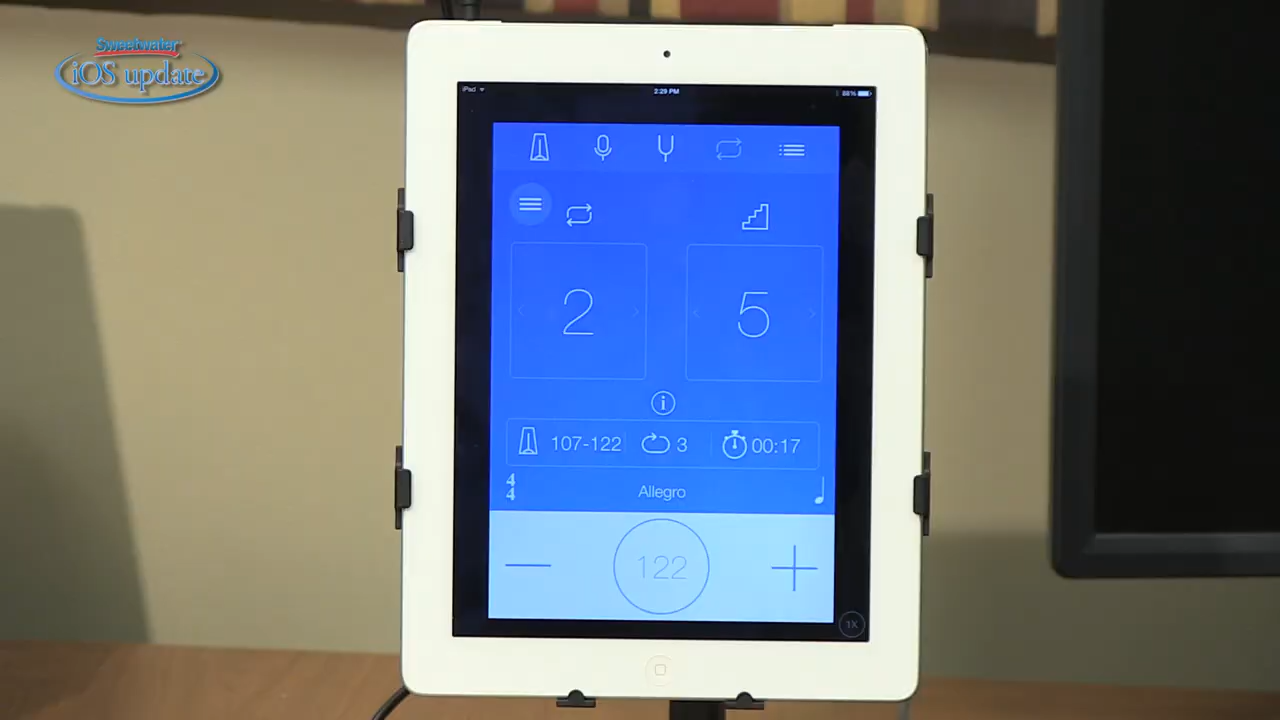 Sweetwater
iOS update
iPad 2:29 PM 88%
2 5
i
107-122 3 00:17
4
4
Allegro
122
1X